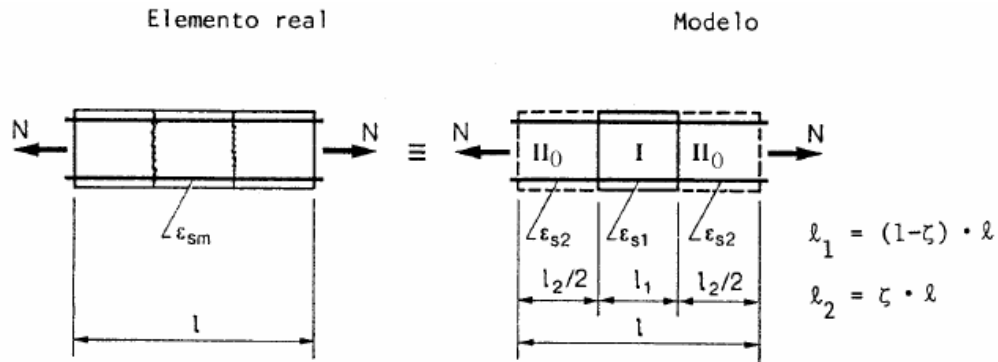 Elemento real
Modelo
N
N
≡
N
N
II₀
I
II₀
εsm
εs2
εs1
εs2
l₂/2
l₁
l₂/2
l
l
ℓ₁ = (1-ζ) · ℓ
ℓ₂ = ζ · ℓ